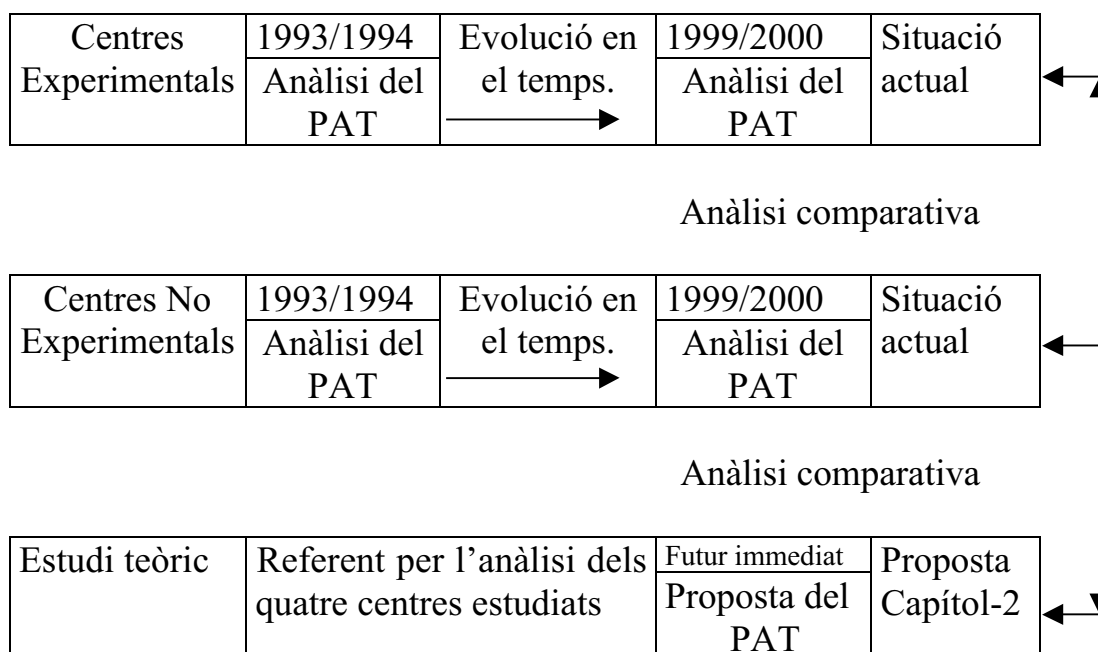 Centres
Experimentals
1993/1994
Anàlisi del
PAT
Evolució en
el temps.
1999/2000
Anàlisi del
PAT
Situació
actual
Anàlisi comparativa
Centres No
Experimentals
1993/1994
Anàlisi del
PAT
Evolució en
el temps.
1999/2000
Anàlisi del
PAT
Situació
actual
Anàlisi comparativa
Estudi teòric
Referent per l’anàlisi dels
quatre centres estudiats
Futur immediat
Proposta del
PAT
Proposta
Capítol-2